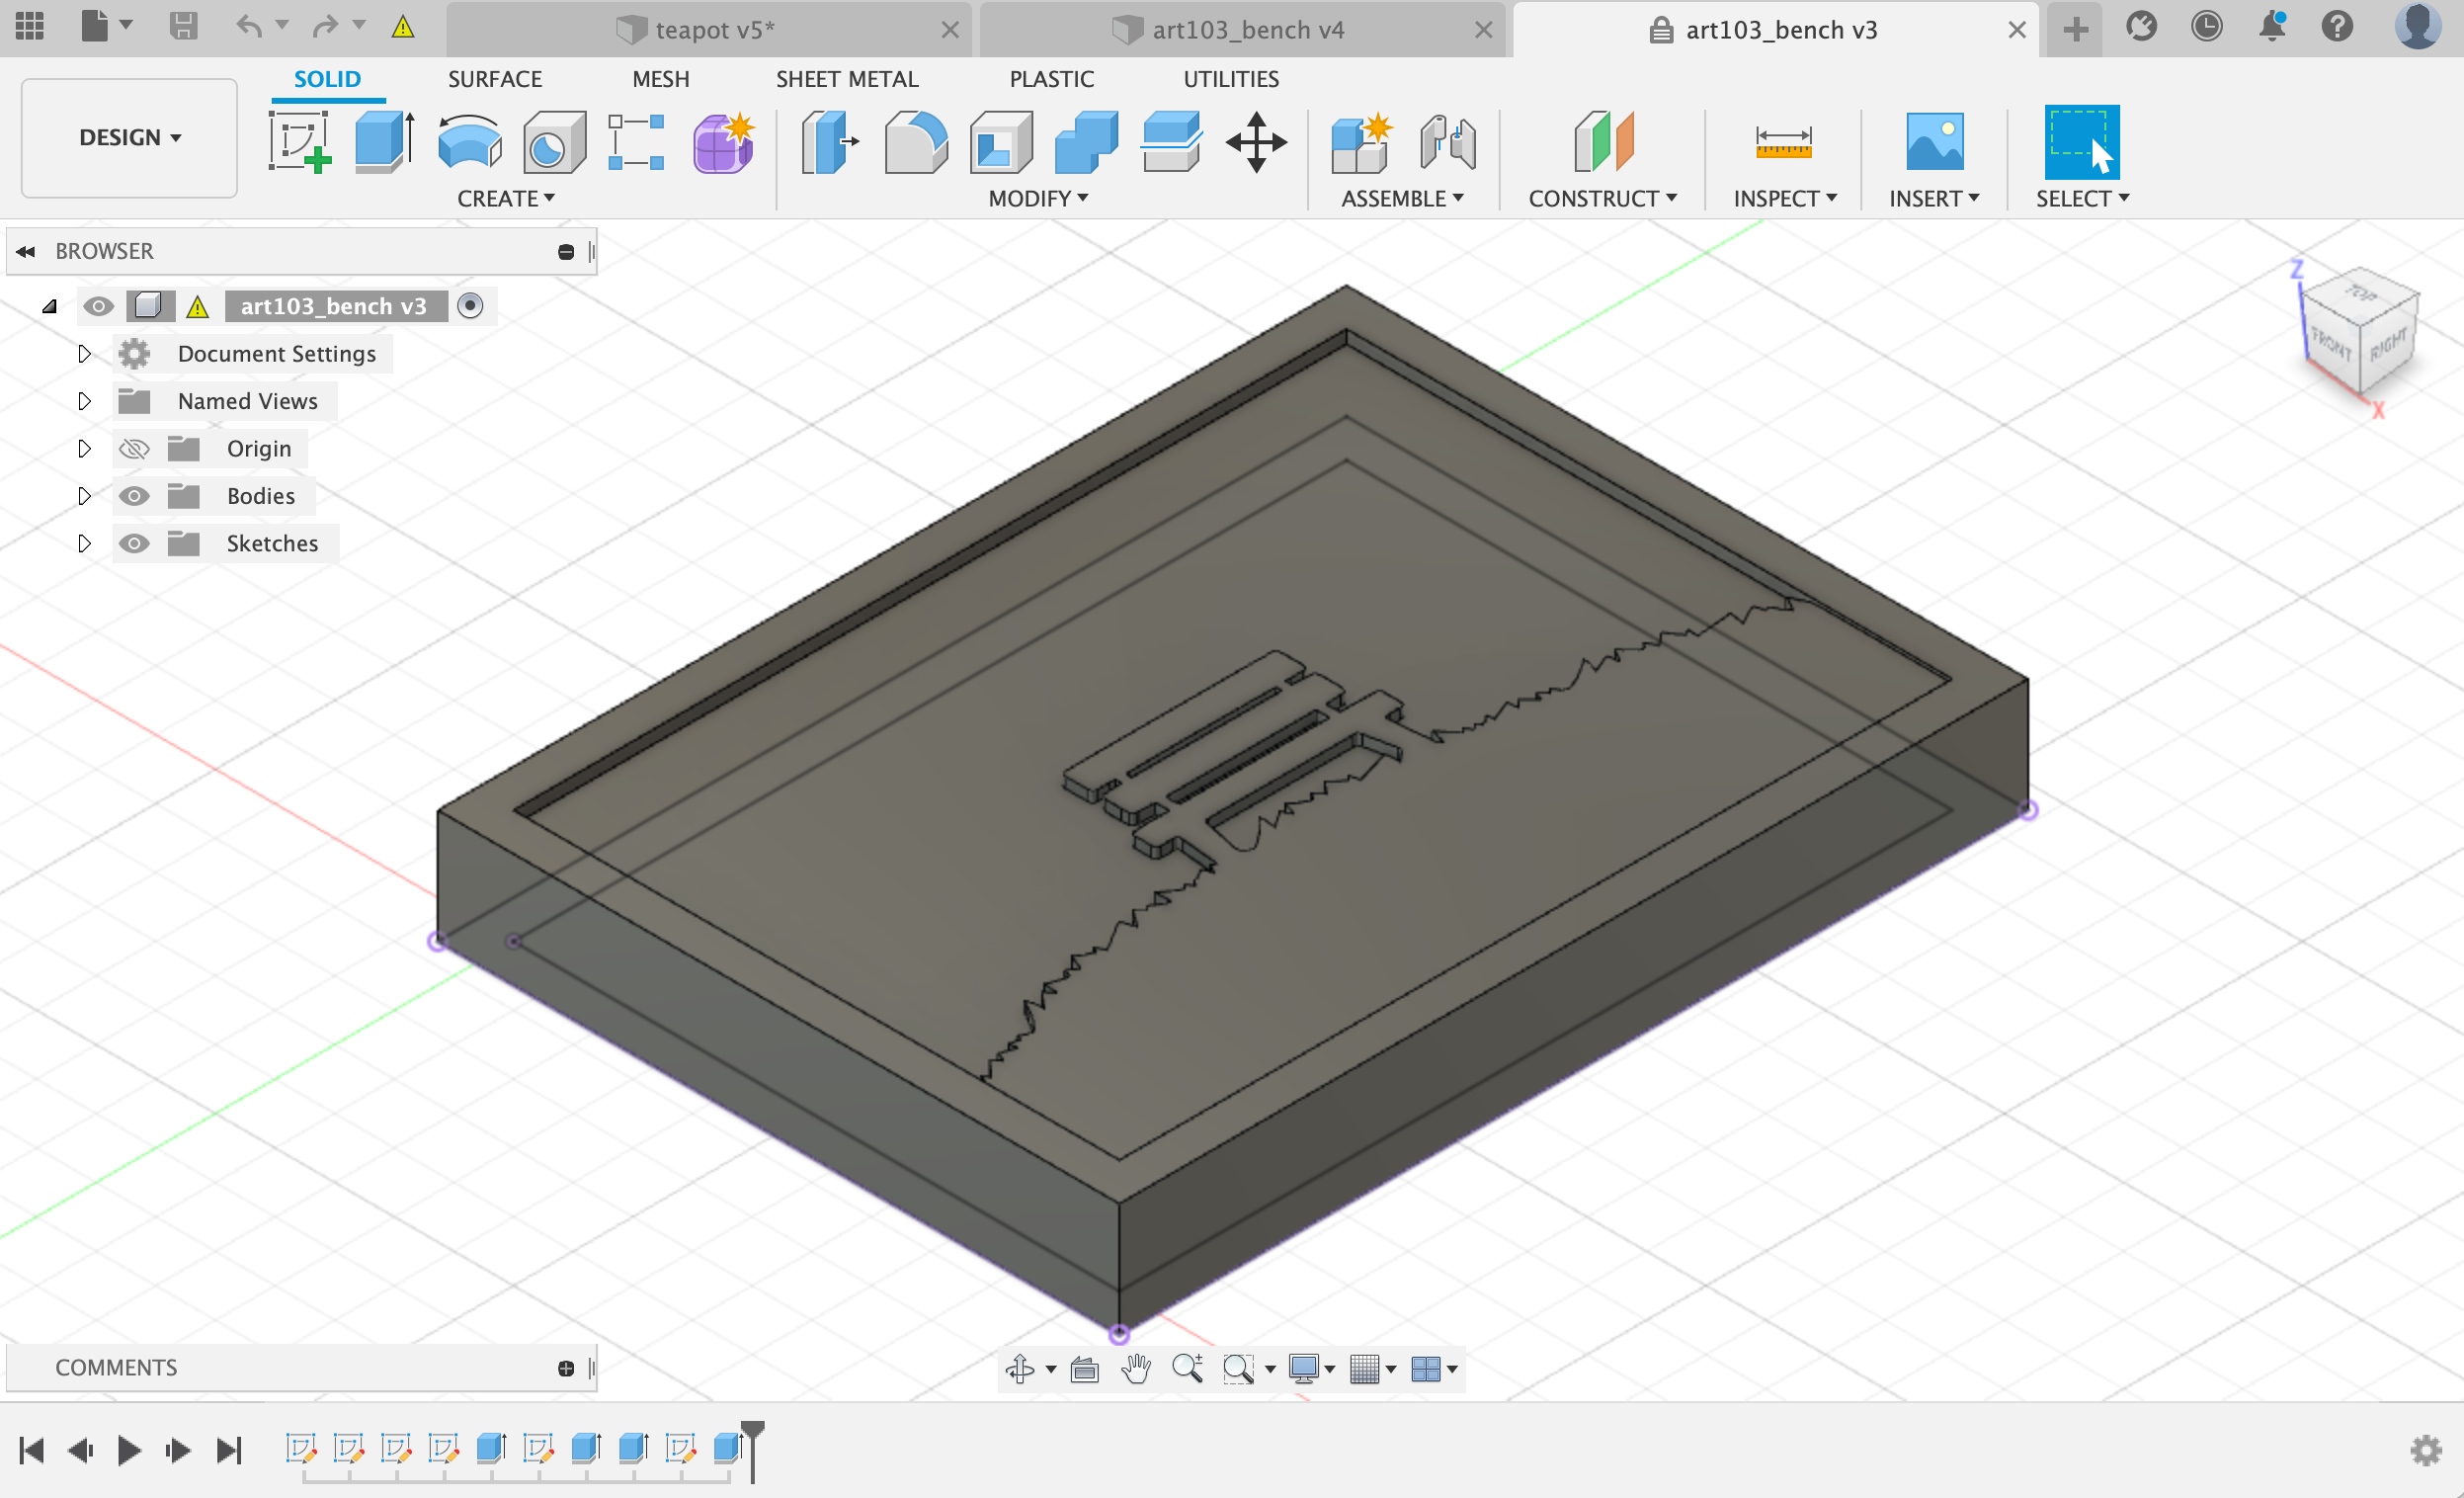 teapot v5*
art103_bench v4
art103_bench v3
DESIGN
SOLID
SURFACE
MESH
SHEET METAL
PLASTIC
UTILITIES
CREATE
MODIFY
ASSEMBLE
CONSTRUCT
INSPECT
INSERT
SELECT
BROWSER
art103_bench v3
Document Settings
Named Views
Origin
Bodies
Sketches
Z
TOP
FRONT
RIGHT
X
COMMENTS